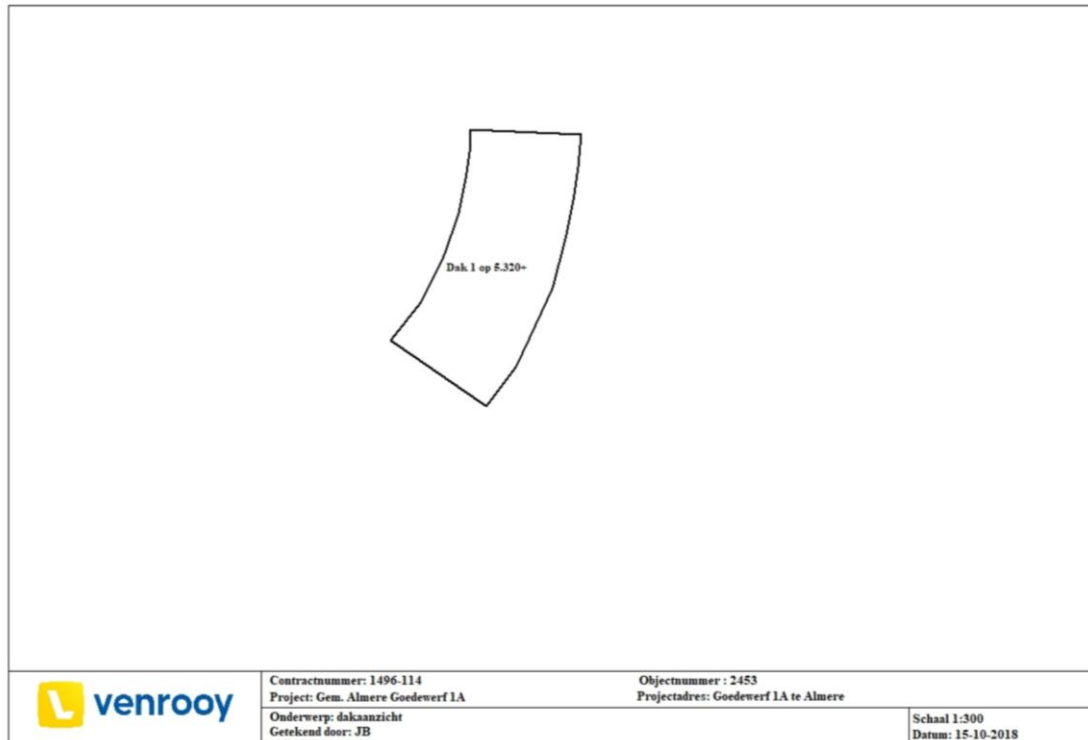 Dak 1 op 5.320+
venrooy
Contractnummer: 1496-114
Project: Gem. Almere Goedewerf 1A
Objectnummer : 2453
Projectadres: Goedewerf 1A te Almere
Onderwerp: dakaanzicht
Getekend door: JB
Schaal 1:300
Datum: 15-10-2018